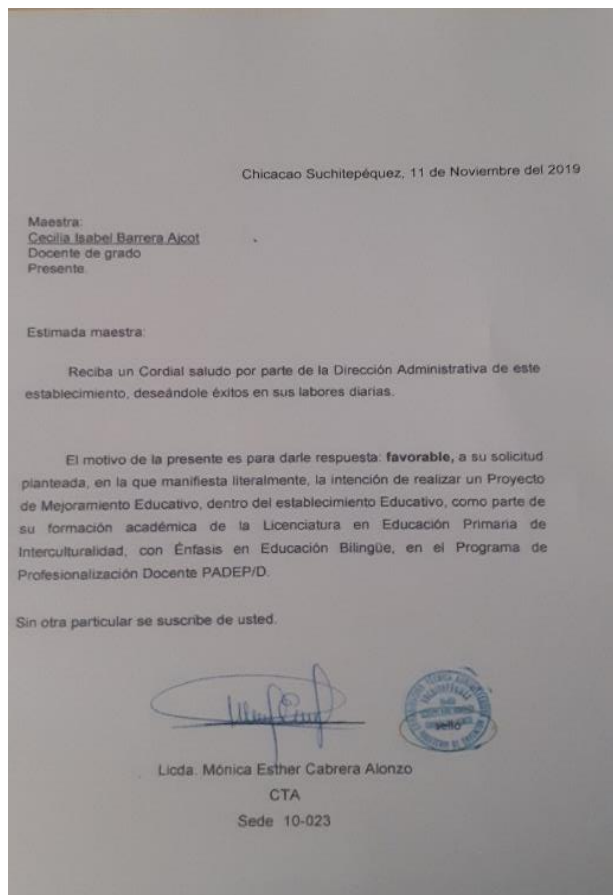 Chicacao Suchitepéquez, 11 de Noviembre del 2019
Maestra:
Cecilia Isabel Barrera Ajcot
Docente de grado
Presente.
Estimada maestra:
Reciba un Cordial saludo por parte de la Dirección Administrativa de este
establecimiento, deseándole éxitos en sus labores diarias.
El motivo de la presente es para darle respuesta: favorable, a su solicitud
planteada, en la que manifiesta literalmente, la intención de realizar un Proyecto
de Mejoramiento Educativo, dentro del establecimiento Educativo, como parte de
su formación académica de la Licenciatura en Educación Primaria de
Interculturalidad, con Énfasis en Educación Bilingüe, en el Programa de
Profesionalización Docente PADEP/D.
Sin otra particular se suscribe de usted.
sello
Licda. Mónica Esther Cabrera Alonzo
CTA
Sede 10-023